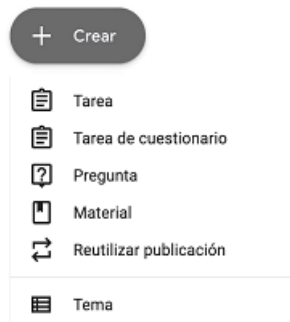 Crear
Tarea
Tarea de cuestionario
Pregunta
Material
Reutilizar publicación
Tema